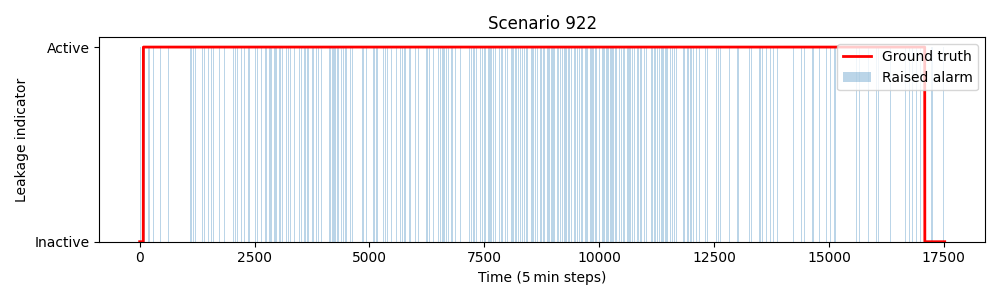 Scenario 922
Active
Inactive
Leakage indicator
Ground truth
Raised alarm
0 2500 5000 7500 10000 12500 15000 17500
Time (5 min steps)